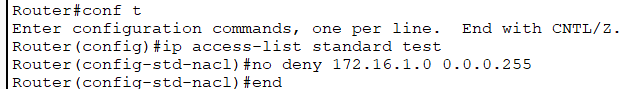 Router#conf t
Enter configuration commands, one per line.  End with CNTL/Z.
Router(config)#ip access-list standard test
Router(config-std-nacl)#no deny 172.16.1.0 0.0.0.255
Router(config-std-nacl)#end